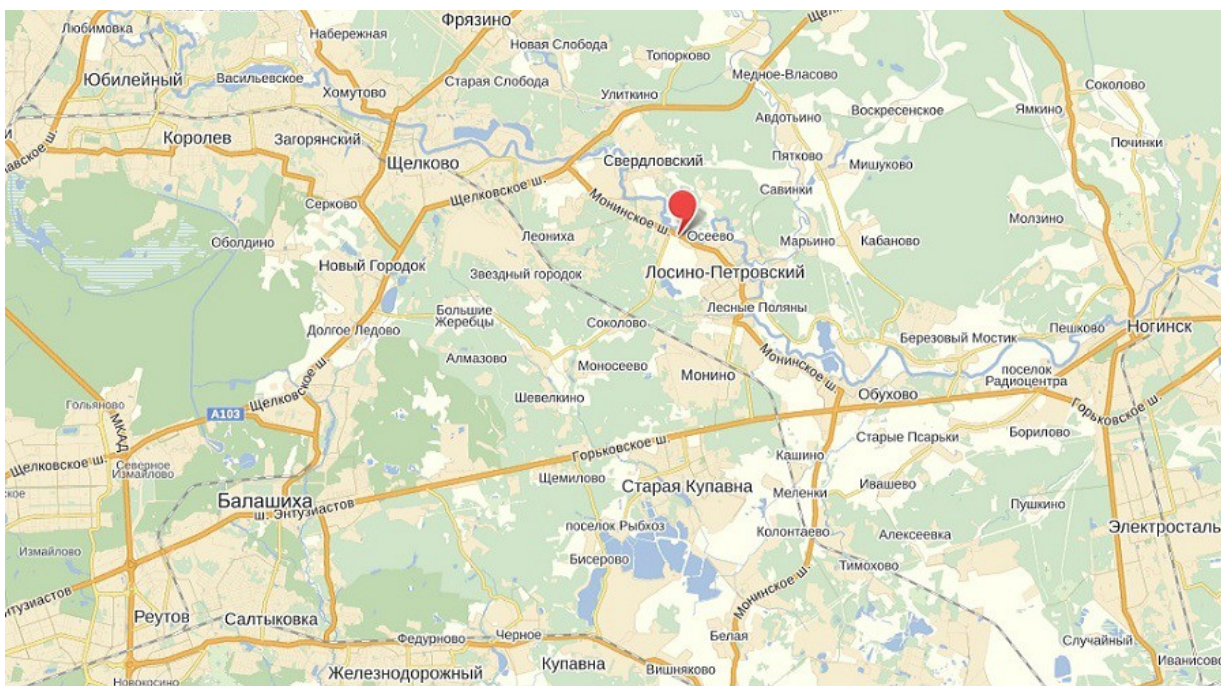 Любимовка
Набережная
Фрязино
Щел
Новая Слобода
Топорково
Юбилейный
Васильевское
Хомутово
Старая Слобода
Улиткино
Медное-Власово
Соколово
Воскресенское
Ямкино
Королев
Загорянский
Авдотьино
Починки
Щелково
Свердловский
Пятково
Мишуково
Серково
Щелковское ш.
Монинское ш.
Савинки
Молзино
Оболдино
Леониха
Осеево
Марьино
Кабаново
Новый Городок
Звездный городок
Лосино-Петровский
Большие
Жеребцы
Лесные Поляны
Долгое Ледово
Соколово
Пешково
Ногинск
Березовый Мостик
Алмазово
Моносеево
Монино
Монинское ш.
поселок
Радиоцентра
Щелковское ш.
Шевелкино
Обухово
Гольяново
А103
МКАД
Горьковское ш.
Горьковское ш.
Старые Псарьки
Борилово
Щелковское ш.
Северное
Измайлово
Кашино
Щемилово
Старая Купавна
Меленки
Ивашево
Балашиха
ш. Энтузиастов
Пушкино
поселок Рыбхоз
Колонтаево
Алексеевка
Электросталь
Измайлово
Бисерово
Тимохово
нтузиастов
Реутов
Салтыковка
Монинское ш.
Федурново
Черное
Белая
Случайный
Железнодорожный
Купавна
Вишняково
Иванисово
Новокосино